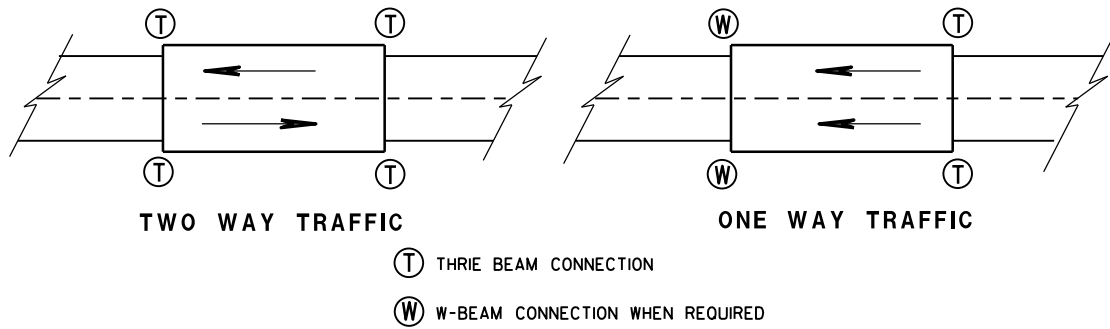 T T W T
T T W T
TWO WAY TRAFFIC ONE WAY TRAFFIC
T THRIE BEAM CONNECTION
W W-BEAM CONNECTION WHEN REQUIRED